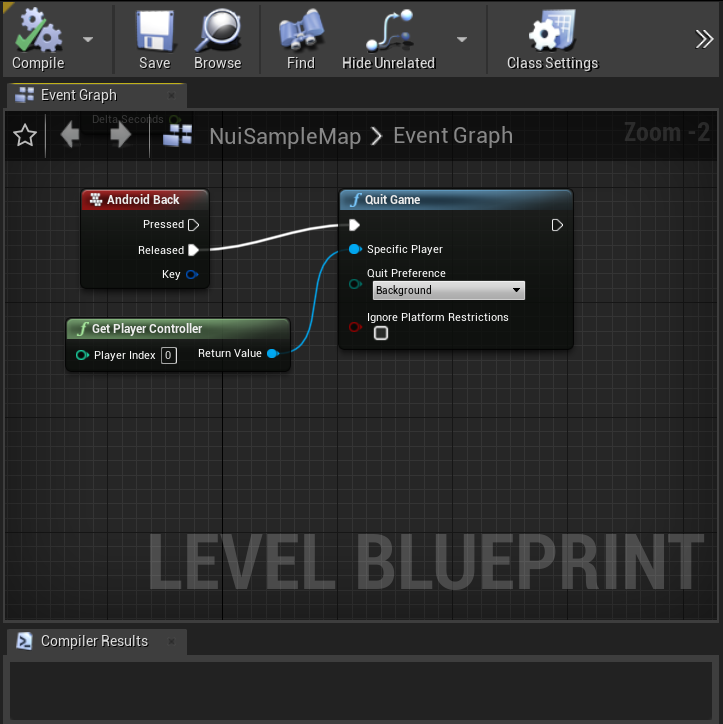 Compile
Save
Browse
Find
Hide Unrelated
Class Settings
Event Graph
Delta Seconds
NuiSampleMap > Event Graph
Zoom -2
Android Back
Pressed
Released
Key
Quit Game
Specific Player
Quit Preference
Background
Ignore Platform Restrictions
Get Player Controller
Player Index 0
Return Value
LEVEL BLUEPRINT
Compiler Results